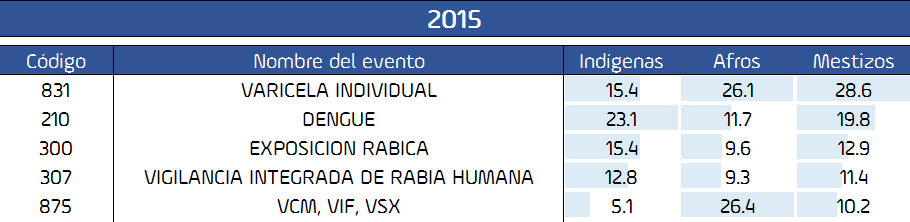 2015
Código Nombre del evento Indígenas Afros Mestizos
831 VARICELA INDIVIDUAL 15.4 26.1 28.6
210 DENGUE 23.1 11.7 19.8
300 EXPOSICION RABICA 15.4 9.6 12.9
307 VIGILANCIA INTEGRADA DE RABIA HUMANA 12.8 9.3 11.4
875 VCM, VIF, VSX 5.1 26.4 10.2